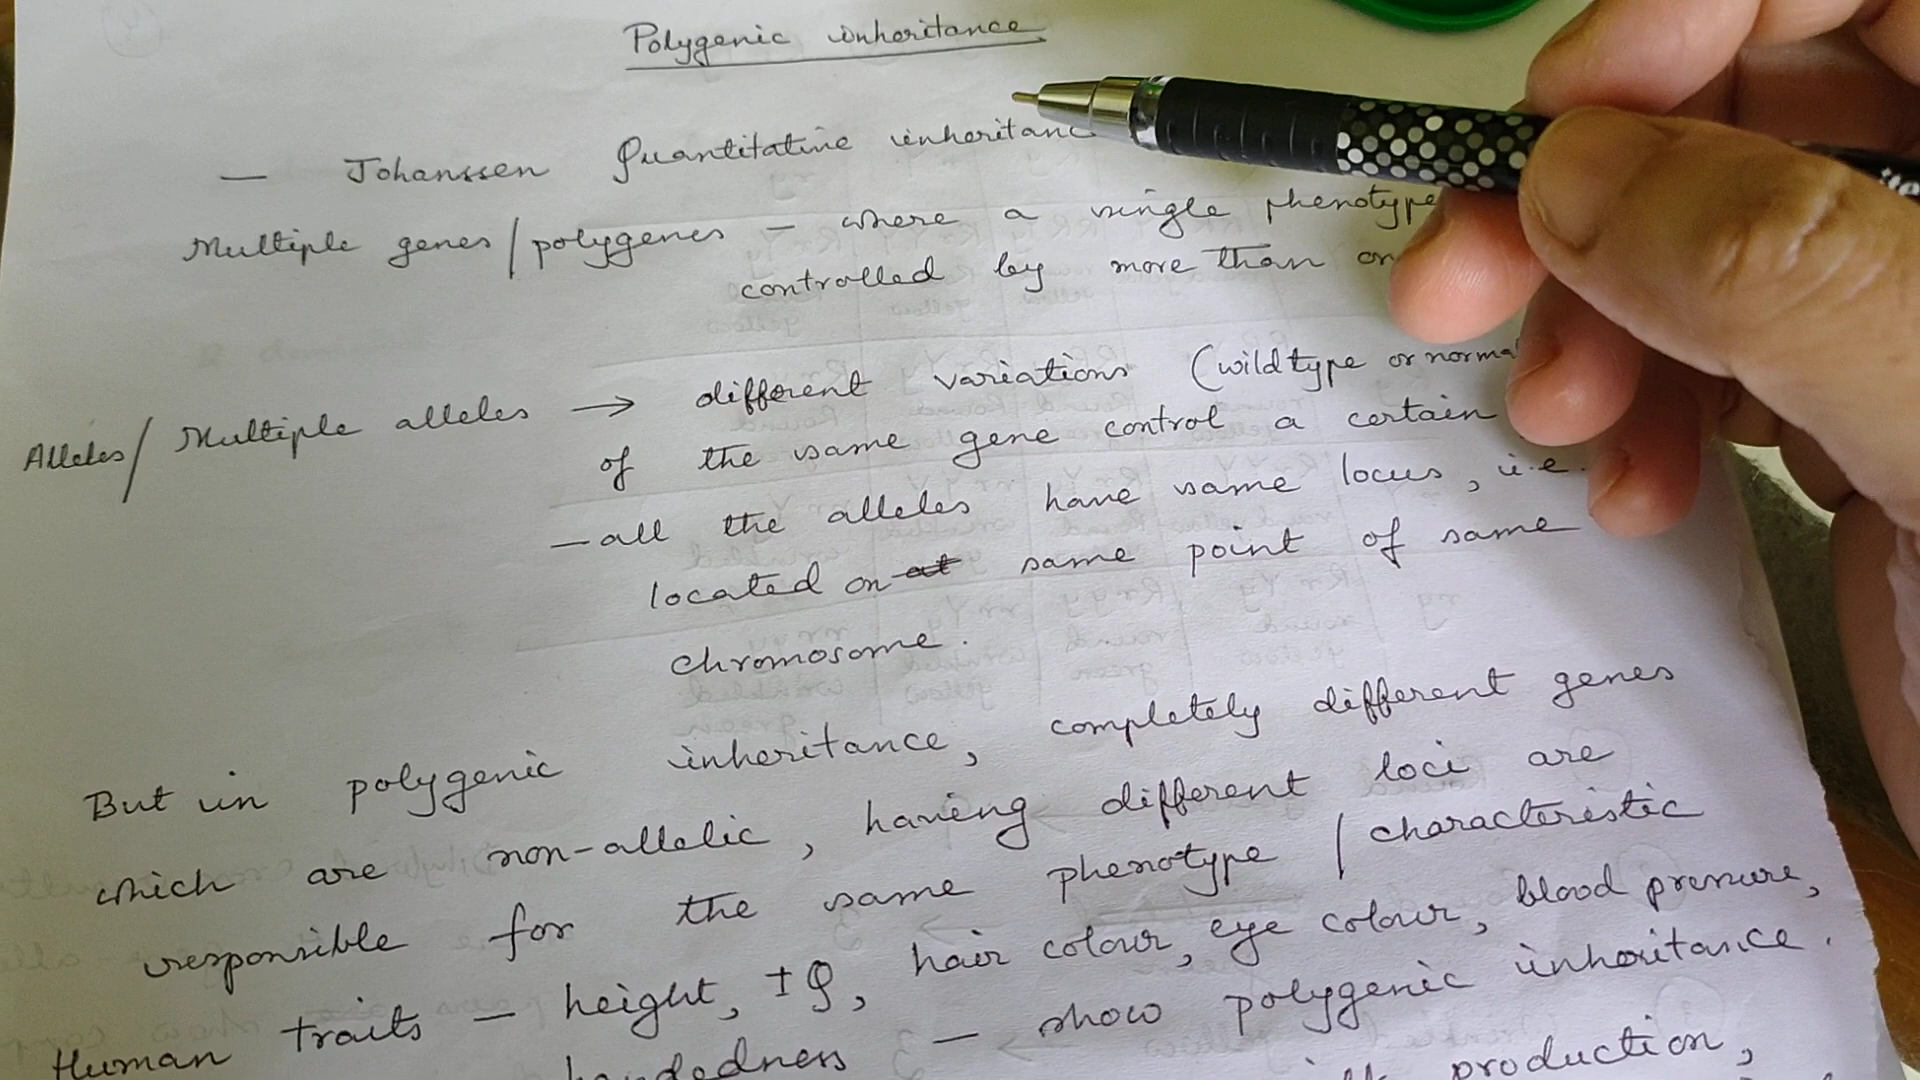 Polygenic inheritance
— Johanssen Quantitative inheritanc
Multiple genes/polygenes — where a single phenotype
controlled by more than on
Alleles/Multiple alleles → different variations (wildtype or norma
of the same gene control a certain
— all the alleles have same locus, i.e.
located on at same point of same
chromosome.
But in polygenic inheritance, completely different genes
which are non-allelic, having different loci are
responsible for the same phenotype / characteristic
Human traits — height, IQ, hair colour, eye colour, blood pressure,
handedness — show polygenic inheritance.
production,